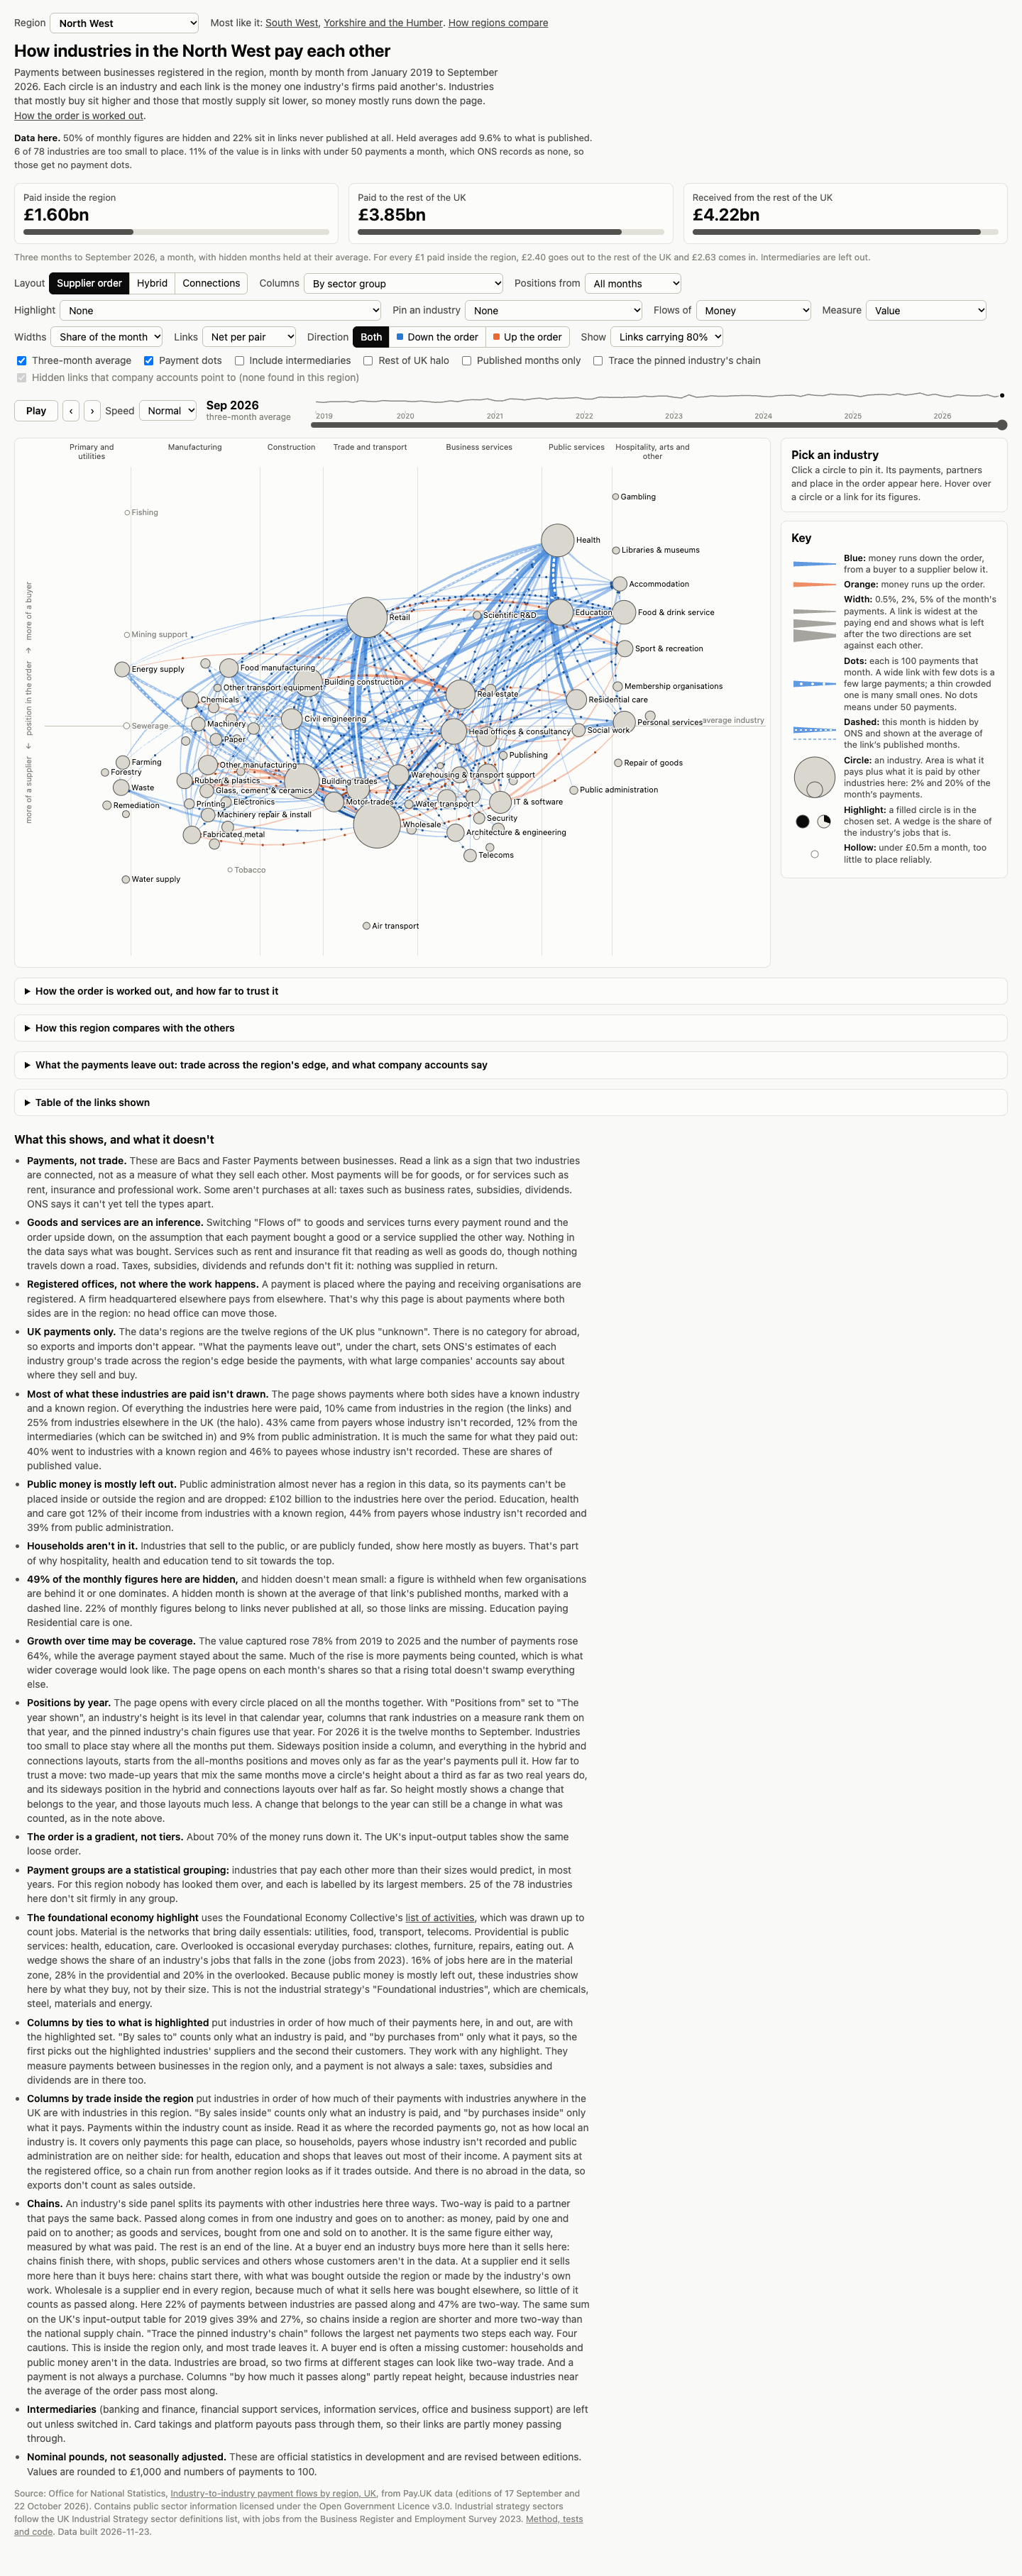 Region North West Most like it: South West, Yorkshire and the Humber. How regions compare
How industries in the North West pay each other
Payments between businesses registered in the region, month by month from January 2019 to September
2026. Each circle is an industry and each link is the money one industry's firms paid another's. Industries
that mostly buy sit higher and those that mostly supply sit lower, so money mostly runs down the page.
How the order is worked out.
Data here. 50% of monthly figures are hidden and 22% sit in links never published at all. Held averages add 9.6% to what is published.
6 of 78 industries are too small to place. 11% of the value is in links with under 50 payments a month, which ONS records as none, so
those get no payment dots.
Paid inside the region
£1.60bn
Paid to the rest of the UK
£3.85bn
Received from the rest of the UK
£4.22bn
Three months to September 2026, a month, with hidden months held at their average. For every £1 paid inside the region, £2.40 goes out to the rest of the UK and £2.63 comes in. Intermediaries are left out.
Layout Supplier order Hybrid Connections Columns By sector group Positions from All months
Highlight None Pin an industry None Flows of Money Measure Value
Widths Share of the month Links Net per pair Direction Both Down the order Up the order Show Links carrying 80%
Three-month average Payment dots Include intermediaries Rest of UK halo Published months only Trace the pinned industry's chain
Hidden links that company accounts point to (none found in this region)
Play ‹ › Speed Normal Sep 2026
three-month average
2019 2020 2021 2022 2023 2024 2025 2026
Primary and
utilities
Manufacturing
Construction
Trade and transport
Business services
Public services
Hospitality, arts and
other
more of a supplier ← position in the order → more of a buyer
Gambling
Fishing
Health
Libraries & museums
Accommodation
Scientific R&D
Education
Food & drink service
Retail
Mining support
Sport & recreation
Energy supply
Food manufacturing
Building construction
Other transport equipment
Membership organisations
Real estate
Chemicals
Residential care
Civil engineering
Sewerage
Machinery
Personal services
average industry
Head offices & consultancy
Social work
Paper
Publishing
Farming
Other manufacturing
Repair of goods
Forestry
Warehousing & transport support
Rubber & plastics
Building trades
Waste
Glass, cement & ceramics
Public administration
Remediation
Printing
Electronics
Motor trades
Water transport
IT & software
Machinery repair & install
Security
Wholesale
Fabricated metal
Architecture & engineering
Telecoms
Tobacco
Water supply
Air transport
Pick an industry
Click a circle to pin it. Its payments, partners
and place in the order appear here. Hover over
a circle or a link for its figures.
Key
Blue: money runs down the order,
from a buyer to a supplier below it.
Orange: money runs up the order.
Width: 0.5%, 2%, 5% of the month's
payments. A link is widest at the
paying end and shows what is left
after the two directions are set
against each other.
Dots: each is 100 payments that
month. A wide link with few dots is a
few large payments; a thin crowded
one is many small ones. No dots
means under 50 payments.
Dashed: this month is hidden by
ONS and shown at the average of
the link's published months.
Circle: an industry. Area is what it
pays plus what it is paid by other
industries here: 2% and 20% of the
month's payments.
Highlight: a filled circle is in the
chosen set. A wedge is the share of
the industry's jobs that is.
Hollow: under £0.5m a month, too
little to place reliably.
How the order is worked out, and how far to trust it
How this region compares with the others
What the payments leave out: trade across the region's edge, and what company accounts say
Table of the links shown
What this shows, and what it doesn't
Payments, not trade. These are Bacs and Faster Payments between businesses. Read a link as a sign that two industries
are connected, not as a measure of what they sell each other. Most payments will be for goods, or for services such as
rent, insurance and professional work. Some aren't purchases at all: taxes such as business rates, subsidies, dividends.
ONS says it can't yet tell the types apart.
Goods and services are an inference. Switching "Flows of" to goods and services turns every payment round and the
order upside down, on the assumption that each payment bought a good or a service supplied the other way. Nothing in
the data says what was bought. Services such as rent and insurance fit that reading as well as goods do, though nothing
travels down a road. Taxes, subsidies, dividends and refunds don't fit it: nothing was supplied in return.
Registered offices, not where the work happens. A payment is placed where the paying and receiving organisations are
registered. A firm headquartered elsewhere pays from elsewhere. That's why this page is about payments where both
sides are in the region: no head office can move those.
UK payments only. The data's regions are the twelve regions of the UK plus "unknown". There is no category for abroad,
so exports and imports don't appear. "What the payments leave out", under the chart, sets ONS's estimates of each
industry group's trade across the region's edge beside the payments, with what large companies' accounts say about
where they sell and buy.
Most of what these industries are paid isn't drawn. The page shows payments where both sides have a known industry
and a known region. Of everything the industries here were paid, 10% came from industries in the region (the links) and
25% from industries elsewhere in the UK (the halo). 43% came from payers whose industry isn't recorded, 12% from the
intermediaries (which can be switched in) and 9% from public administration. It is much the same for what they paid out:
40% went to industries with a known region and 46% to payees whose industry isn't recorded. These are shares of
published value.
Public money is mostly left out. Public administration almost never has a region in this data, so its payments can't be
placed inside or outside the region and are dropped: £102 billion to the industries here over the period. Education, health
and care got 12% of their income from industries with a known region, 44% from payers whose industry isn't recorded and
39% from public administration.
Households aren't in it. Industries that sell to the public, or are publicly funded, show here mostly as buyers. That's part
of why hospitality, health and education tend to sit towards the top.
49% of the monthly figures here are hidden, and hidden doesn't mean small: a figure is withheld when few organisations
are behind it or one dominates. A hidden month is shown at the average of that link's published months, marked with a
dashed line. 22% of monthly figures belong to links never published at all, so those links are missing. Education paying
Residential care is one.
Growth over time may be coverage. The value captured rose 78% from 2019 to 2025 and the number of payments rose
64%, while the average payment stayed about the same. Much of the rise is more payments being counted, which is what
wider coverage would look like. The page opens on each month's shares so that a rising total doesn't swamp everything
else.
Positions by year. The page opens with every circle placed on all the months together. With "Positions from" set to "The
year shown", an industry's height is its level in that calendar year, columns that rank industries on a measure rank them on
that year, and the pinned industry's chain figures use that year. For 2026 it is the twelve months to September. Industries
too small to place stay where all the months put them. Sideways position inside a column, and everything in the hybrid and
connections layouts, starts from the all-months positions and moves only as far as the year's payments pull it. How far to
trust a move: two made-up years that mix the same months move a circle's height about a third as far as two real years do,
and its sideways position in the hybrid and connections layouts over half as far. So height mostly shows a change that
belongs to the year, and those layouts much less. A change that belongs to the year can still be a change in what was
counted, as in the note above.
The order is a gradient, not tiers. About 70% of the money runs down it. The UK's input-output tables show the same
loose order.
Payment groups are a statistical grouping: industries that pay each other more than their sizes would predict, in most
years. For this region nobody has looked them over, and each is labelled by its largest members. 25 of the 78 industries
here don't sit firmly in any group.
The foundational economy highlight uses the Foundational Economy Collective's list of activities, which was drawn up to
count jobs. Material is the networks that bring daily essentials: utilities, food, transport, telecoms. Providential is public
services: health, education, care. Overlooked is occasional everyday purchases: clothes, furniture, repairs, eating out. A
wedge shows the share of an industry's jobs that falls in the zone (jobs from 2023). 16% of jobs here are in the material
zone, 28% in the providential and 20% in the overlooked. Because public money is mostly left out, these industries show
here by what they buy, not by their size. This is not the industrial strategy's "Foundational industries", which are chemicals,
steel, materials and energy.
Columns by ties to what is highlighted put industries in order of how much of their payments here, in and out, are with
the highlighted set. "By sales to" counts only what an industry is paid, and "by purchases from" only what it pays, so the
first picks out the highlighted industries' suppliers and the second their customers. They work with any highlight. They
measure payments between businesses in the region only, and a payment is not always a sale: taxes, subsidies and
dividends are in there too.
Columns by trade inside the region put industries in order of how much of their payments with industries anywhere in the
UK are with industries in this region. "By sales inside" counts only what an industry is paid, and "by purchases inside" only
what it pays. Payments within the industry count as inside. Read it as where the recorded payments go, not as how local an
industry is. It covers only payments this page can place, so households, payers whose industry isn't recorded and public
administration are on neither side: for health, education and shops that leaves out most of their income. A payment sits at
the registered office, so a chain run from another region looks as if it trades outside. And there is no abroad in the data, so
exports don't count as sales outside.
Chains. An industry's side panel splits its payments with other industries here three ways. Two-way is paid to a partner
that pays the same back. Passed along comes in from one industry and goes on to another: as money, paid by one and
paid on to another; as goods and services, bought from one and sold on to another. It is the same figure either way,
measured by what was paid. The rest is an end of the line. At a buyer end an industry buys more here than it sells here:
chains finish there, with shops, public services and others whose customers aren't in the data. At a supplier end it sells
more here than it buys here: chains start there, with what was bought outside the region or made by the industry's own
work. Wholesale is a supplier end in every region, because much of what it sells here was bought elsewhere, so little of it
counts as passed along. Here 22% of payments between industries are passed along and 47% are two-way. The same sum
on the UK's input-output table for 2019 gives 39% and 27%, so chains inside a region are shorter and more two-way than
the national supply chain. "Trace the pinned industry's chain" follows the largest net payments two steps each way. Four
cautions. This is inside the region only, and most trade leaves it. A buyer end is often a missing customer: households and
public money aren't in the data. Industries are broad, so two firms at different stages can look like two-way trade. And a
payment is not always a purchase. Columns "by how much it passes along" partly repeat height, because industries near
the average of the order pass most along.
Intermediaries (banking and finance, financial support services, information services, office and business support) are left
out unless switched in. Card takings and platform payouts pass through them, so their links are partly money passing
through.
Nominal pounds, not seasonally adjusted. These are official statistics in development and are revised between editions.
Values are rounded to £1,000 and numbers of payments to 100.
Source: Office for National Statistics, Industry-to-industry payment flows by region, UK, from Pay.UK data (editions of 17 September and
22 October 2026). Contains public sector information licensed under the Open Government Licence v3.0. Industrial strategy sectors
follow the UK Industrial Strategy sector definitions list, with jobs from the Business Register and Employment Survey 2023. Method, tests
and code. Data built 2026-11-23.